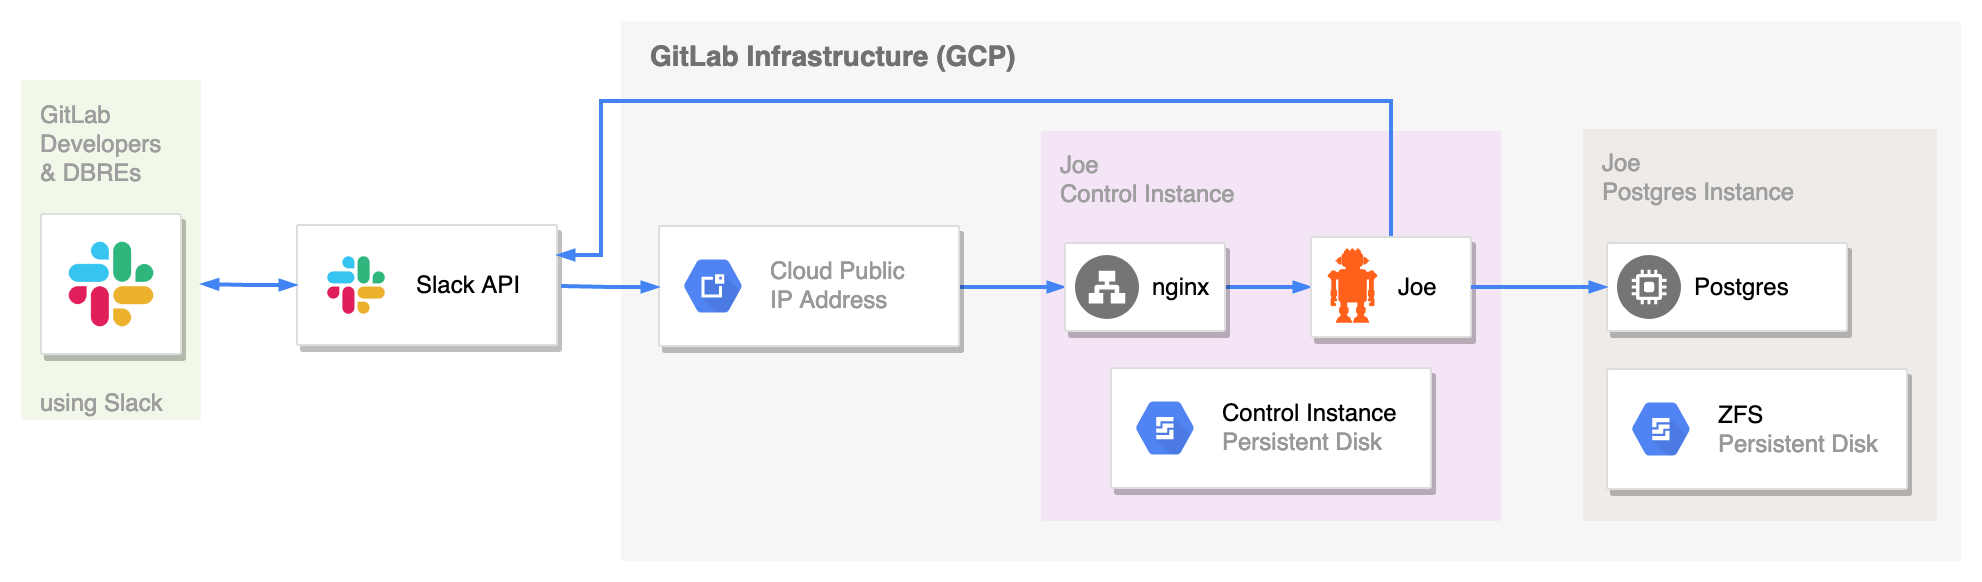 GitLab Infrastructure (GCP)
GitLab
Developers
& DBREs
using Slack
Slack API
Cloud Public
IP Address
Joe
Control Instance
nginx
Joe
Control Instance
Persistent Disk
Joe
Postgres Instance
Postgres
ZFS
Persistent Disk